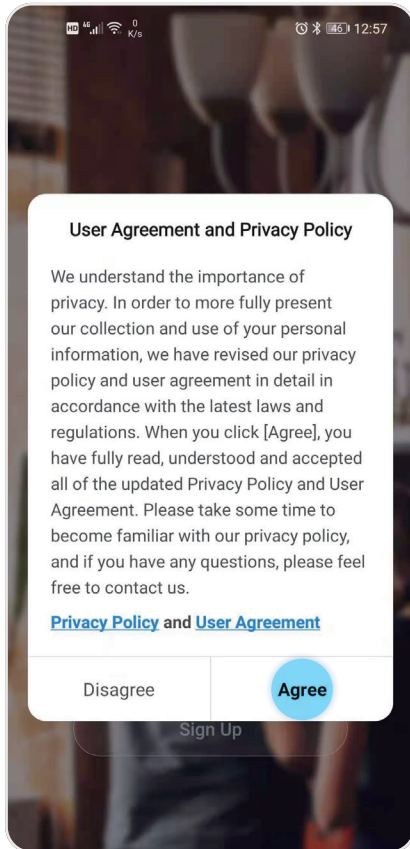 HD 4G 0 K/s 46 12:57
User Agreement and Privacy Policy
We understand the importance of
privacy. In order to more fully present
our collection and use of your personal
information, we have revised our privacy
policy and user agreement in detail in
accordance with the latest laws and
regulations. When you click [Agree], you
have fully read, understood and accepted
all of the updated Privacy Policy and User
Agreement. Please take some time to
become familiar with our privacy policy,
and if you have any questions, please feel
free to contact us.
Privacy Policy and User Agreement
Disagree Agree
Sign Up